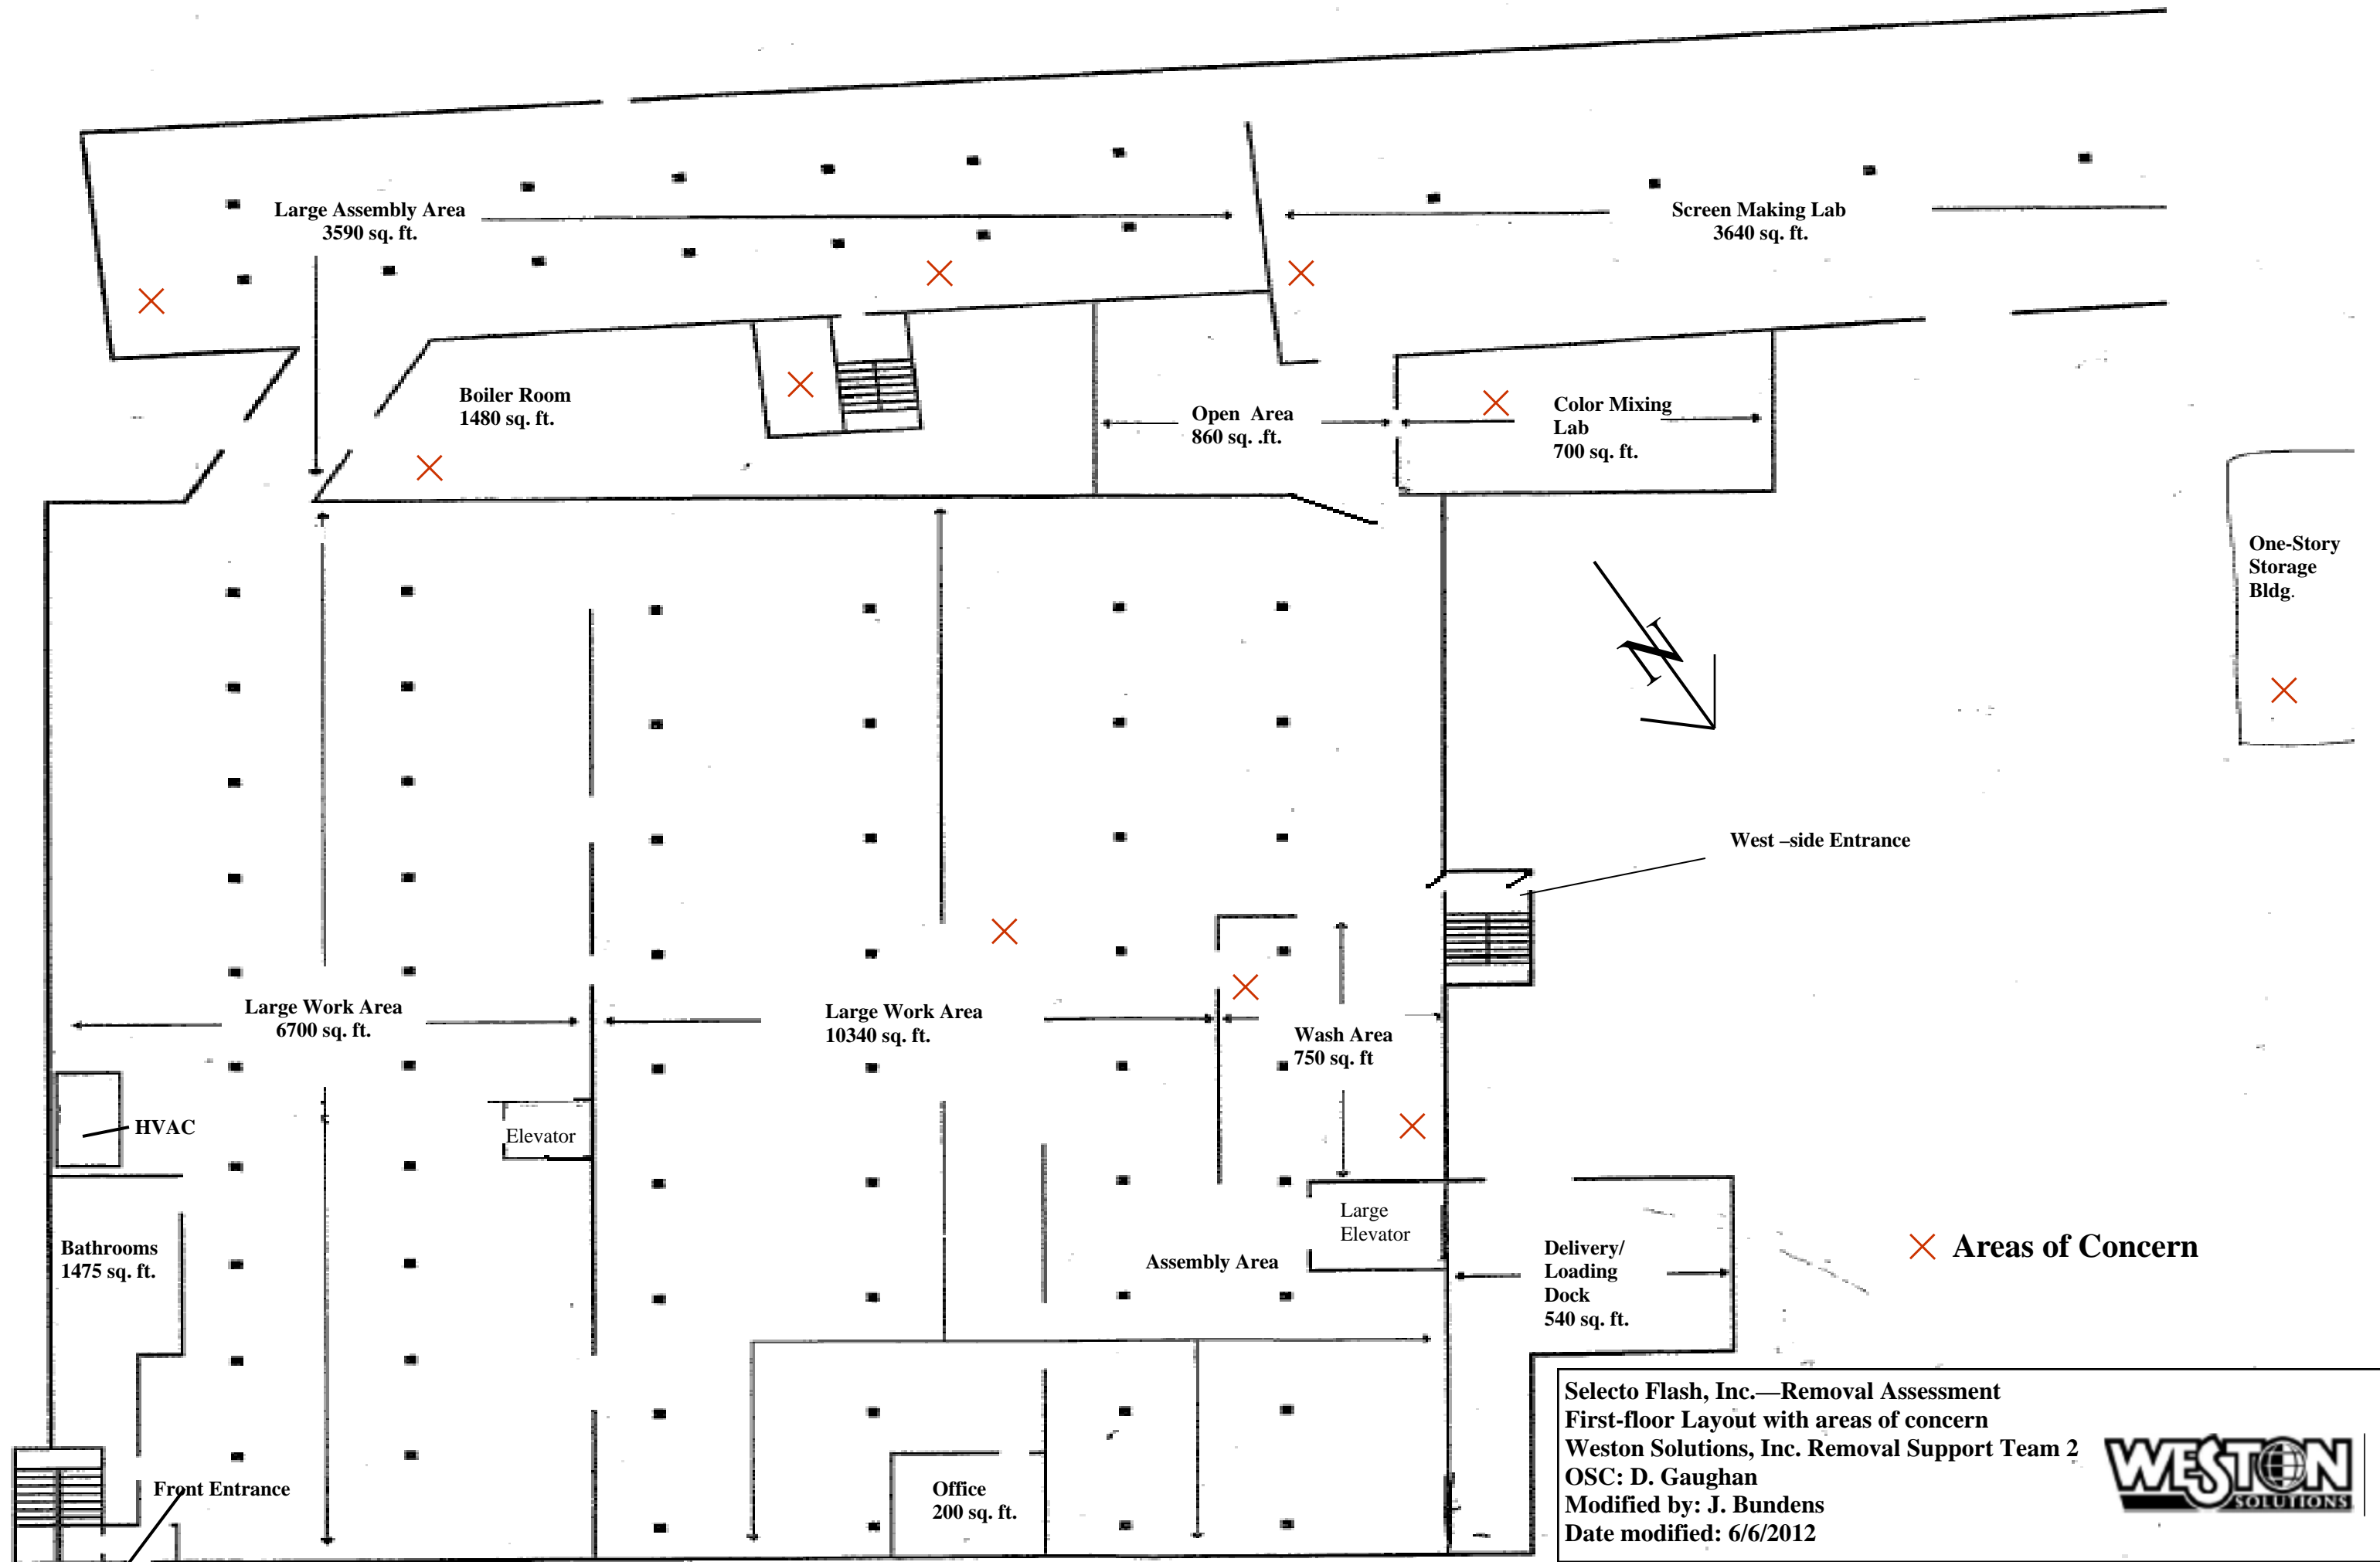 Large Assembly Area
3590 sq. ft.
Screen Making Lab
3640 sq. ft.
Boiler Room
1480 sq. ft.
Open Area
860 sq. .ft.
Color Mixing
Lab
700 sq. ft.
One-Story
Storage
Bldg.
N
West –side Entrance
Large Work Area
6700 sq. ft.
Large Work Area
10340 sq. ft.
Wash Area
750 sq. ft
HVAC
Elevator
Large
Elevator
Bathrooms
1475 sq. ft.
Assembly Area
Delivery/
Loading
Dock
540 sq. ft.
Areas of Concern
Front Entrance
Office
200 sq. ft.
Selecto Flash, Inc.—Removal Assessment
First-floor Layout with areas of concern
Weston Solutions, Inc. Removal Support Team 2
OSC: D. Gaughan
Modified by: J. Bundens
Date modified: 6/6/2012
WESTON
SOLUTIONS